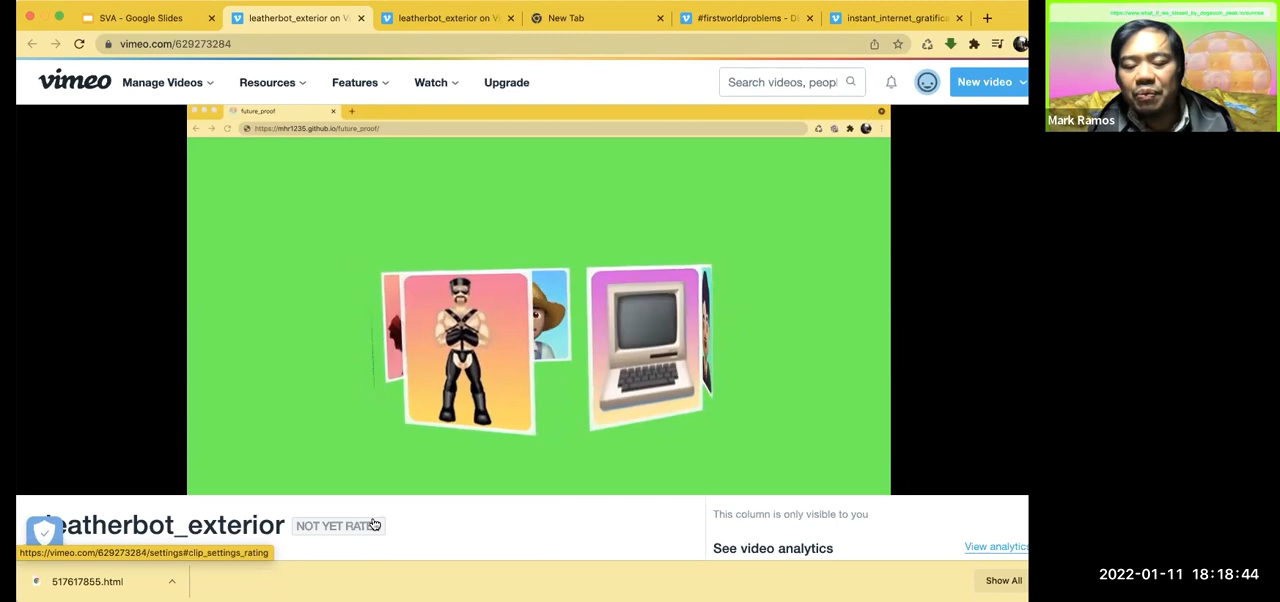 SVA - Google Slides
leatherbot_exterior on Vi
leatherbot_exterior on Vi
New Tab
#firstworldproblems - D
instant_internet_gratifica
vimeo.com/629273284
vimeo
Manage Videos
Resources
Features
Watch
Upgrade
Search videos, peopl
New video
future_proof
https://mhr1235.github.io/future_proof/
leatherbot_exterior
NOT YET RATE
This column is only visible to you
See video analytics
View analytics
https://vimeo.com/629273284/settings#clip_settings_rating
517617855.html
Show All
Mark Ramos
2022-01-11 18:18:44